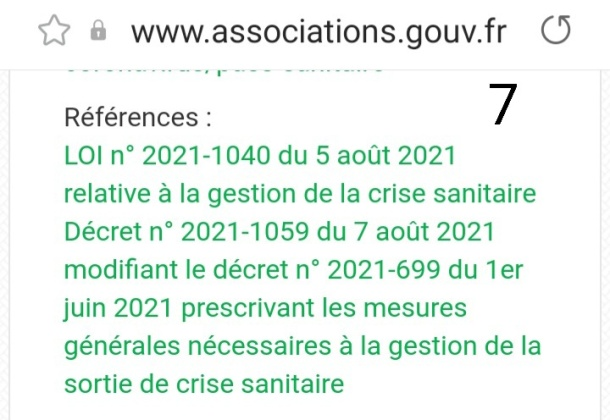 www.associations.gouv.fr
7
Références :
LOI n° 2021-1040 du 5 août 2021
relative à la gestion de la crise sanitaire
Décret n° 2021-1059 du 7 août 2021
modifiant le décret n° 2021-699 du 1er
juin 2021 prescrivant les mesures
générales nécessaires à la gestion de la
sortie de crise sanitaire